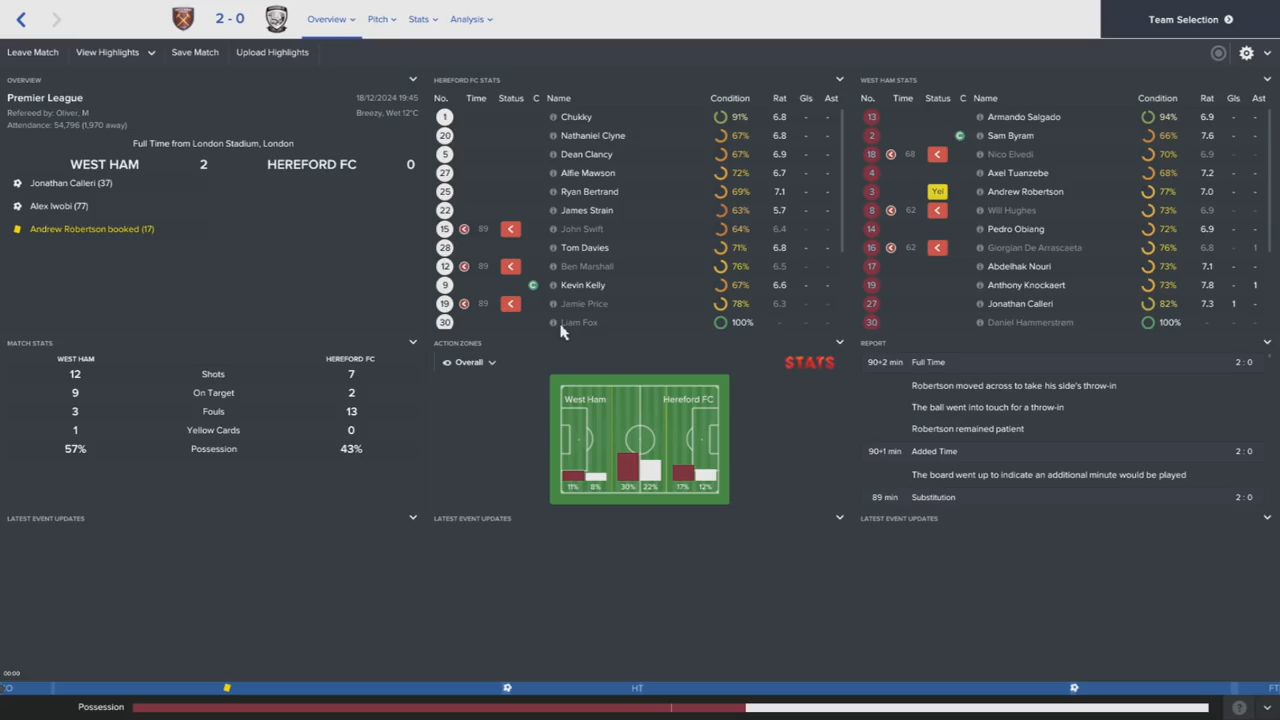 2 - 0
Overview
Pitch
Stats
Analysis
Team Selection
Leave Match
View Highlights
Save Match
Upload Highlights
OVERVIEW
Premier League
18/12/2024 19:45
Refereed by: Oliver, M
Breezy, Wet 12°C
Attendance: 54,796 (1,970 away)
Full Time from London Stadium, London
WEST HAM 2 HEREFORD FC 0
Jonathan Calleri (37)
Alex Iwobi (77)
Andrew Robertson booked (17)
MATCH STATS
WEST HAM HEREFORD FC
12 Shots 7
9 On Target 2
3 Fouls 13
1 Yellow Cards 0
57% Possession 43%
LATEST EVENT UPDATES
HEREFORD FC STATS
No. Time Status C Name Condition Rat Gls Ast
1 Chukky 91% 6.8 - -
20 Nathaniel Clyne 67% 6.8 - -
5 Dean Clancy 67% 6.9 - -
27 Alfie Mawson 72% 6.7 - -
25 Ryan Bertrand 69% 7.1 - -
22 James Strain 63% 5.7 - -
15 89 John Swift 64% 6.4 - -
28 Tom Davies 71% 6.8 - -
12 89 Ben Marshall 76% 6.5 - -
9 C Kevin Kelly 67% 6.6 - -
19 89 Jamie Price 78% 6.3 - -
30 Liam Fox 100% - - -
ACTION ZONES
Overall
STATS
West Ham Hereford FC
11% 8% 30% 22% 17% 12%
LATEST EVENT UPDATES
WEST HAM STATS
No. Time Status C Name Condition Rat Gls Ast
13 Armando Salgado 94% 6.9 - -
2 C Sam Byram 66% 7.6 - -
18 68 Nico Elvedi 70% 6.9 - -
4 Axel Tuanzebe 68% 7.2 - -
3 Yel Andrew Robertson 77% 7.0 - -
8 62 Will Hughes 73% 6.9 - -
14 Pedro Obiang 72% 6.9 - -
16 62 Giorgian De Arrascaeta 76% 6.8 - 1
17 Abdelhak Nouri 73% 7.1 - -
19 Anthony Knockaert 73% 7.8 - 1
27 Jonathan Calleri 82% 7.3 1 -
30 Daniel Hammerstrøm 100% - - -
REPORT
90+2 min Full Time 2 : 0
Robertson moved across to take his side's throw-in
The ball went into touch for a throw-in
Robertson remained patient
90+1 min Added Time 2 : 0
The board went up to indicate an additional minute would be played
89 min Substitution 2 : 0
LATEST EVENT UPDATES
00:00
HT
FT
Possession